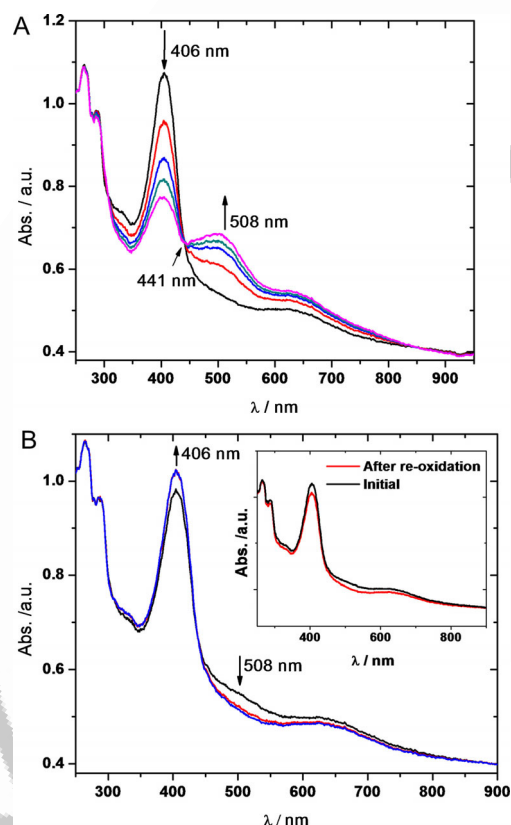 A
1.2
1.0
0.8
0.6
0.4
Abs. / a.u.
406 nm
508 nm
441 nm
300 400 500 600 700 800 900
λ / nm
B
1.0
0.8
0.6
0.4
Abs. /a.u.
406 nm
508 nm
After re-oxidation
Initial
Abs. /a.u.
400 600 800
λ / nm
300 400 500 600 700 800 900
λ / nm